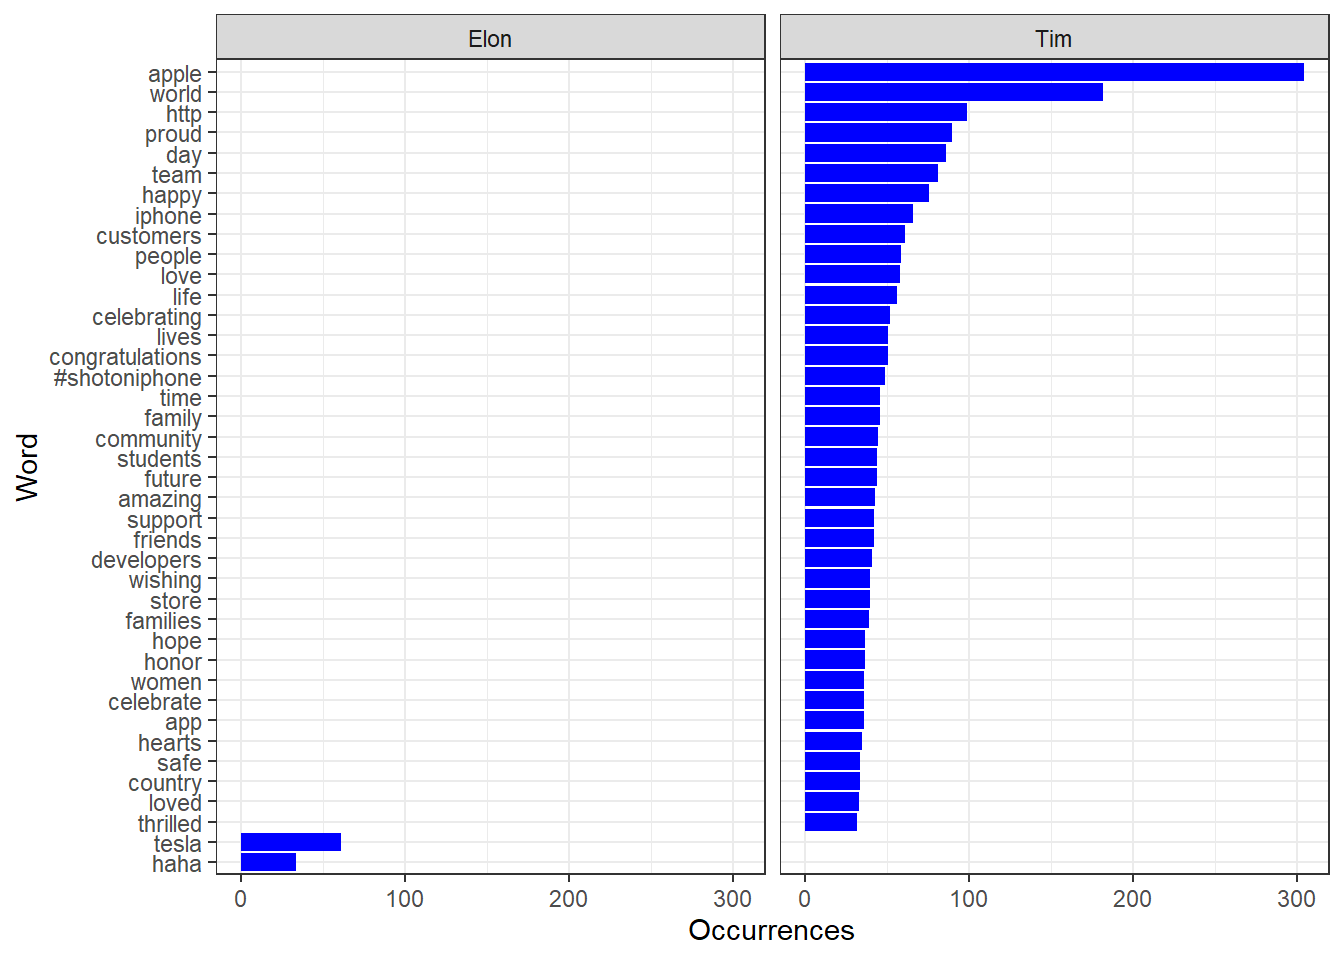 Elon
Tim
apple
world
http
proud
day
team
happy
iphone
customers
people
love
life
celebrating
lives
congratulations
#shotoniphone
time
family
community
students
future
amazing
support
friends
developers
wishing
store
families
hope
honor
women
celebrate
app
hearts
safe
country
loved
thrilled
tesla
haha
Word
0 100 200 300
0 100 200 300
Occurrences